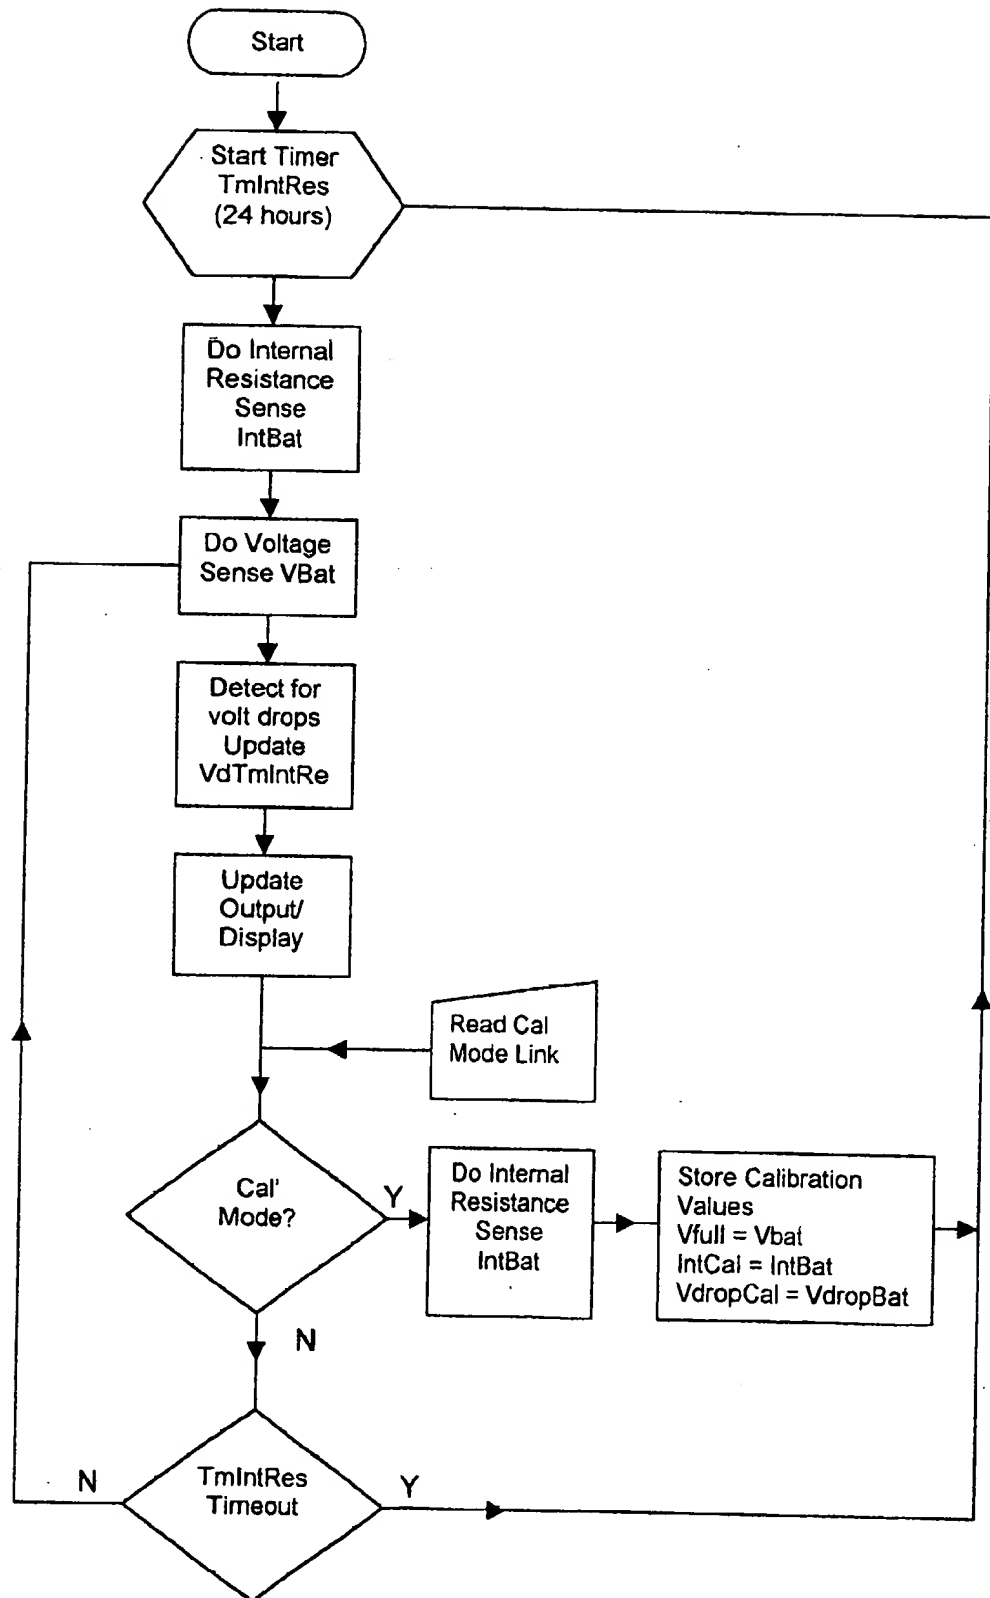 Start
Start Timer
TmIntRes
(24 hours)
Do Internal
Resistance
Sense
IntBat
Do Voltage
Sense VBat
Detect for
volt drops
Update
VdTmIntRe
Update
Output/
Display
Read Cal
Mode Link
Cal'
Mode?
Y
Do Internal
Resistance
Sense
IntBat
Store Calibration
Values
Vfull = Vbat
IntCal = IntBat
VdropCal = VdropBat
N
TmIntRes
Timeout
N
Y